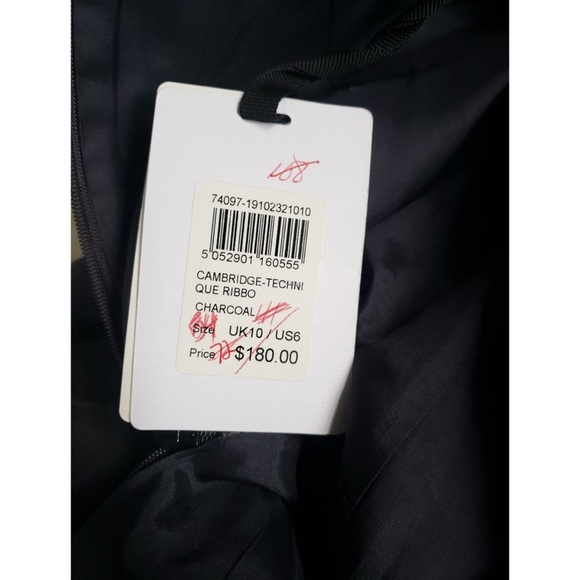 74097-19102321010
5 052901 160555
CAMBRIDGE-TECHNI
QUE RIBBO
CHARCOAL
Size UK10 / US6
Price $180.00